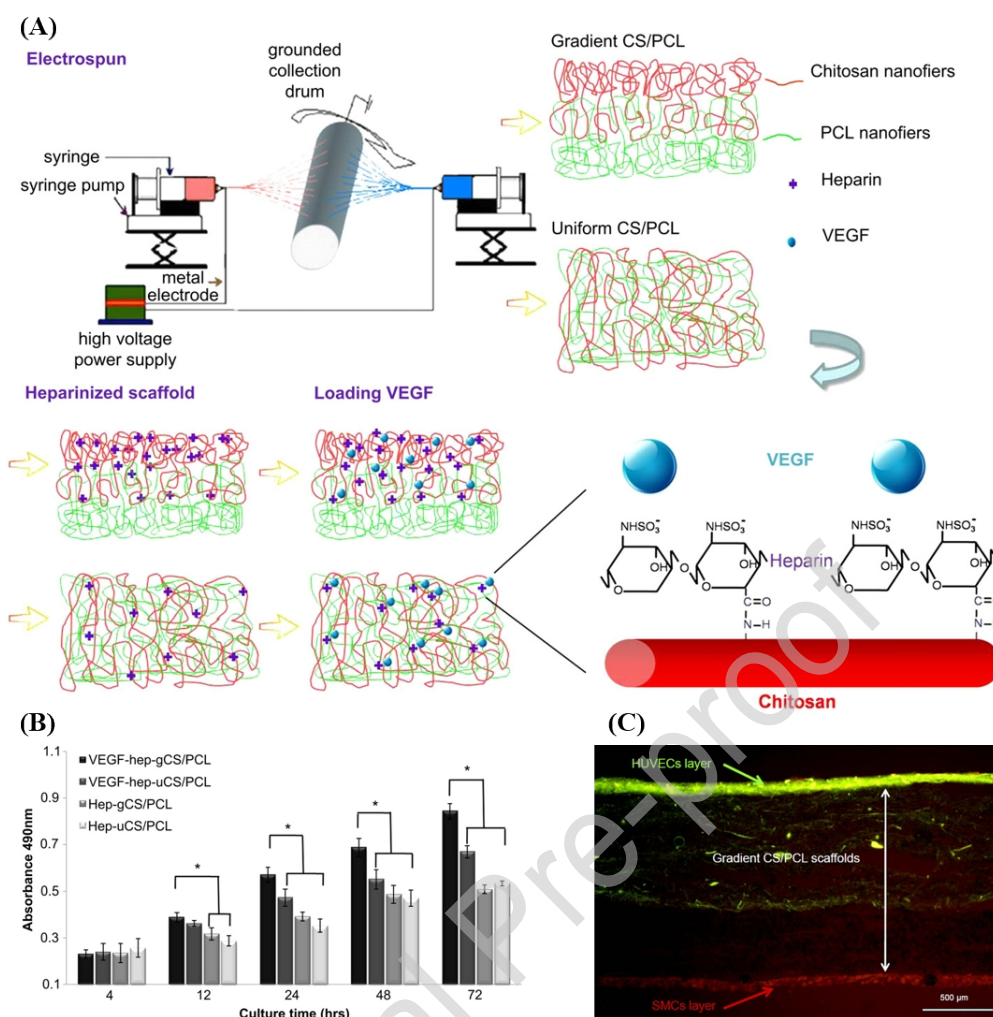 (A)
Electrospun
grounded
collection
drum
syringe
syringe pump
metal
electrode
high voltage
power supply
Gradient CS/PCL
Chitosan nanofiers
PCL nanofiers
Heparin
VEGF
Uniform CS/PCL
Heparinized scaffold
Loading VEGF
VEGF
NHSO₃⁻ NHSO₃⁻ NHSO₃⁻ NHSO₃⁻
O OH O OH Heparin O OH O OH
C=O C=
N–H N–
Chitosan
(B)
VEGF-hep-gCS/PCL
VEGF-hep-uCS/PCL
Hep-gCS/PCL
Hep-uCS/PCL
Absorbance 490nm
1.1
0.9
0.7
0.5
0.3
0.1
* * * *
4 12 24 48 72
Culture time (hrs)
(C)
HUVECs layer
Gradient CS/PCL scaffolds
SMCs layer
500 µm
Pre-proof